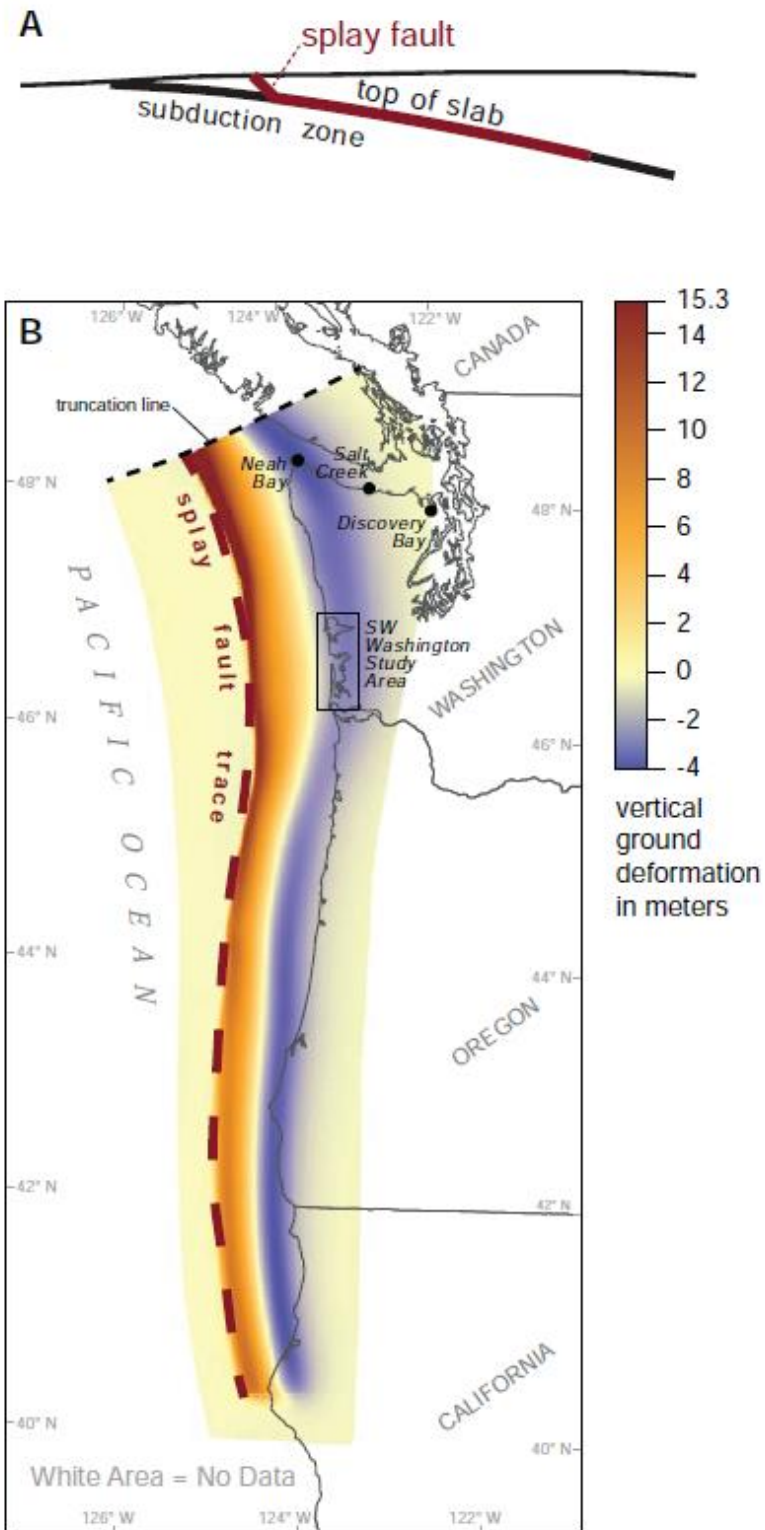 A
splay fault
top of slab
subduction zone
B
126° W
124° W
122° W
CANADA
15.3
14
12
10
8
6
4
2
0
-2
-4
vertical
ground
deformation
in meters
truncation line
Neah
Bay
Salt
Creek
Discovery
Bay
48° N
48° N
splay
fault
trace
PACIFIC OCEAN
SW
Washington
Study
Area
WASHINGTON
46° N
46° N
44° N
44° N
OREGON
42° N
42° N
CALIFORNIA
40° N
40° N
White Area = No Data
126° W
124° W
122° W